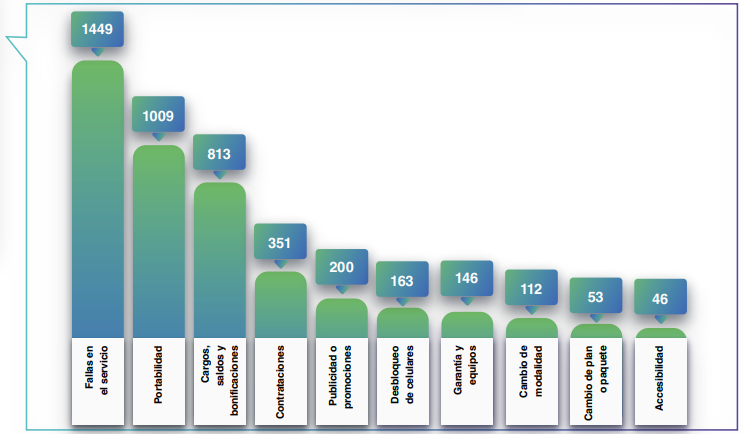 1449
1009
813
351
200
163
146
112
53
46
Fallas en
el servicio
Portabilidad
Cargos,
saldos y
bonificaciones
Contrataciones
Publicidad o
promociones
Desbloqueo
de celulares
Garantía y
equipos
Cambio de
modalidad
Cambio de plan
o paquete
Accesibilidad